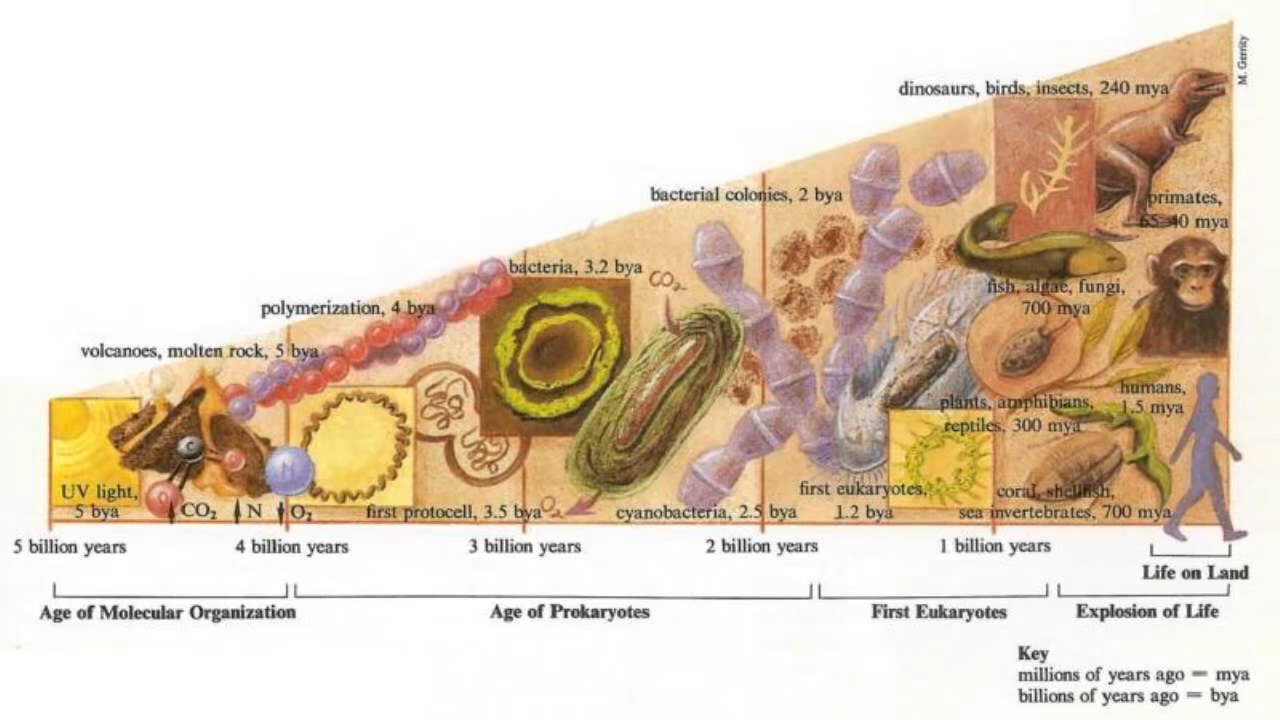 M. Gerrity
dinosaurs, birds, insects, 240 mya
bacterial colonies, 2 bya
primates,
65-40 mya
bacteria, 3.2 bya
CO₂
fish, algae, fungi,
700 mya
polymerization, 4 bya
volcanoes, molten rock, 5 bya
humans,
1.5 mya
plants, amphibians,
reptiles, 300 mya
C
O
N
UV light,
5 bya
CO₂
N
O₂
first protocell, 3.5 bya
O₂
cyanobacteria, 2.5 bya
first eukaryotes,
1.2 bya
coral, shellfish,
sea invertebrates, 700 mya
5 billion years 4 billion years 3 billion years 2 billion years 1 billion years
Life on Land
Age of Molecular Organization Age of Prokaryotes First Eukaryotes Explosion of Life
Key
millions of years ago = mya
billions of years ago = bya